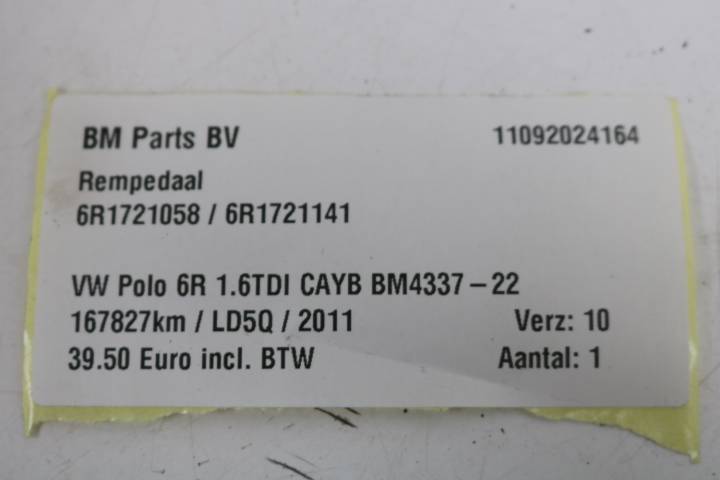 BM Parts BV 11092024164
Rempedaal
6R1721058 / 6R1721141
VW Polo 6R 1.6TDI CAYB BM4337-22
167827km / LD5Q / 2011 Verz: 10
39.50 Euro incl. BTW Aantal: 1